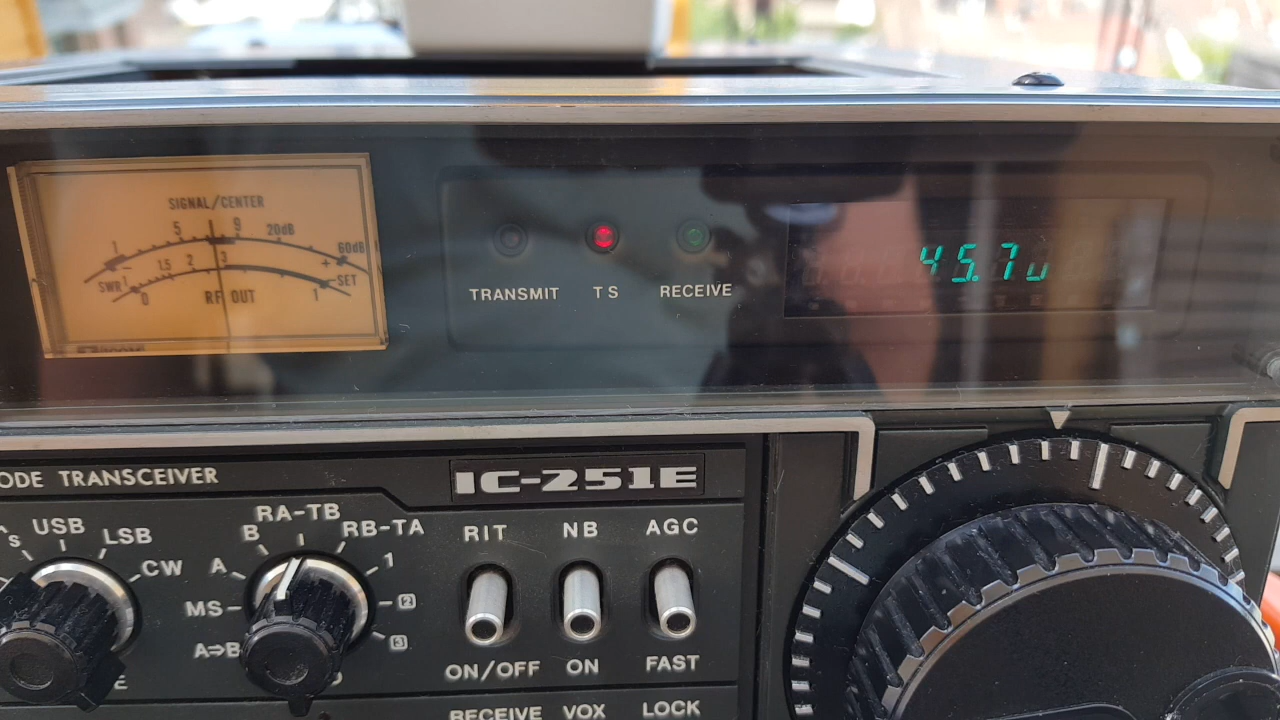 SIGNAL/CENTER
1 5 9 20dB 60dB
- +
SWR 1 1.5 2 3 SET
0 RF OUT 1
TRANSMIT TS RECEIVE
45.7u
ODE TRANSCEIVER
IC-251E
s USB LSB CW
A⇒B MS A B RA-TB RB-TA 1 2 3
RIT NB AGC
ON/OFF ON FAST
RECEIVE VOX LOCK